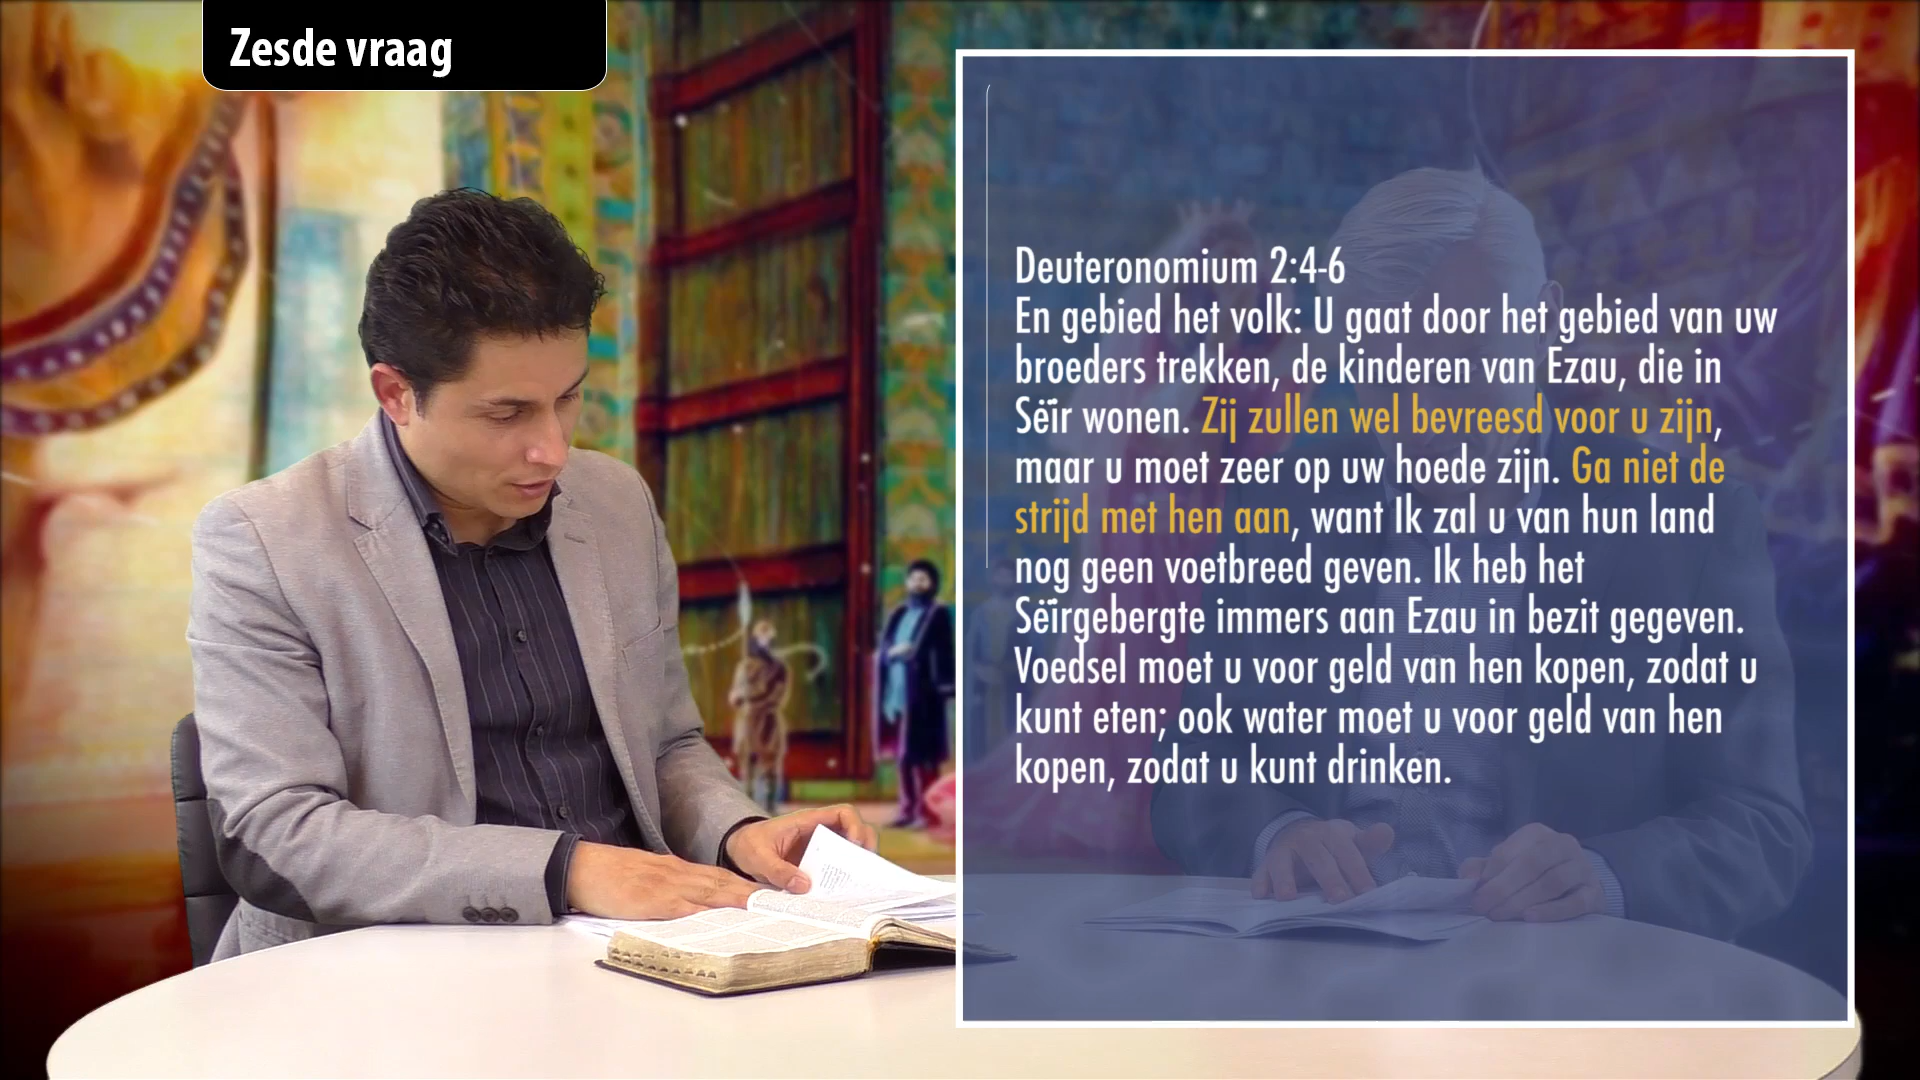 Zesde vraag
Deuteronomium 2:4-6
En gebied het volk: U gaat door het gebied van uw
broeders trekken, de kinderen van Ezau, die in
Sëïr wonen. Zij zullen wel bevreesd voor u zijn,
maar u moet zeer op uw hoede zijn. Ga niet de
strijd met hen aan, want Ik zal u van hun land
nog geen voetbreed geven. Ik heb het
Sëïrgebergte immers aan Ezau in bezit gegeven.
Voedsel moet u voor geld van hen kopen, zodat u
kunt eten; ook water moet u voor geld van hen
kopen, zodat u kunt drinken.